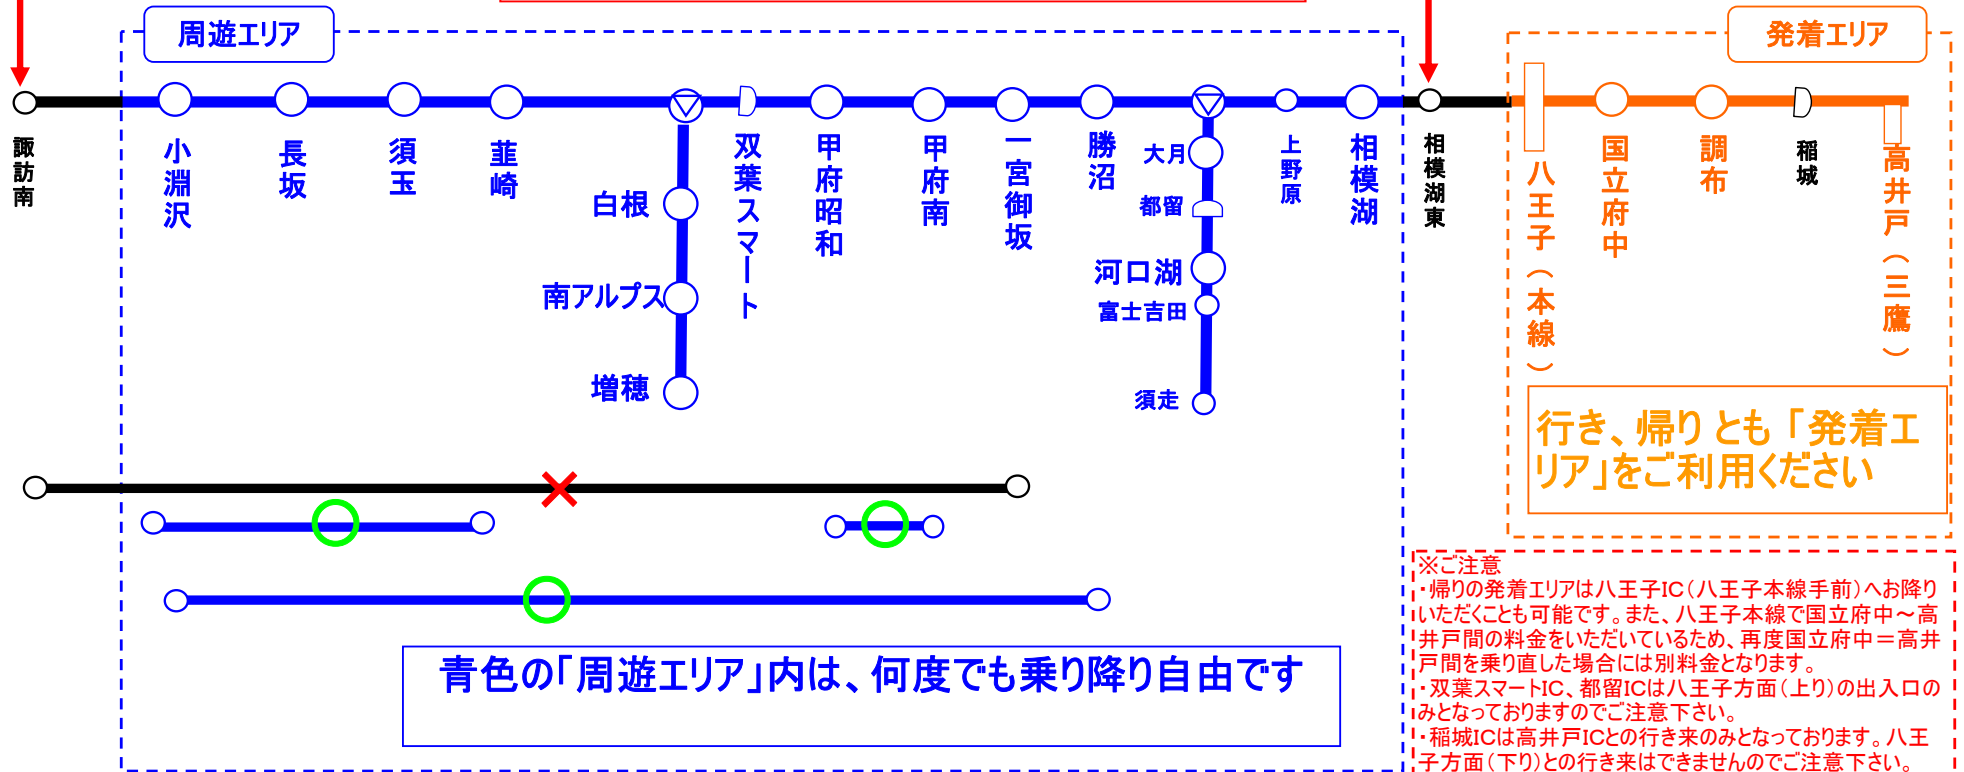 周遊エリア
発着エリア
諏訪南
小淵沢
長坂
須玉
韮崎
双葉スマート
甲府昭和
甲府南
一宮御坂
勝沼
大月
上野原
相模湖
相模湖東
八王子（本線）
国立府中
調布
稲城
高井戸（三鷹）
白根
南アルプス
増穂
都留
河口湖
富士吉田
須走
行き、帰りとも「発着エ
リア」をご利用ください
青色の「周遊エリア」内は、何度でも乗り降り自由です
※ご注意
・帰りの発着エリアは八王子IC（八王子本線手前）へお降り
いただくことも可能です。また、八王子本線で国立府中～高
井戸間の料金をいただいているため、再度国立府中＝高井
戸間を乗り直した場合には別料金となります。
・双葉スマートIC、都留ICは八王子方面（上り）の出入口の
みとなっておりますのでご注意下さい。
・稲城ICは高井戸ICとの行き来のみとなっております。八王
子方面（下り）との行き来はできませんのでご注意下さい。